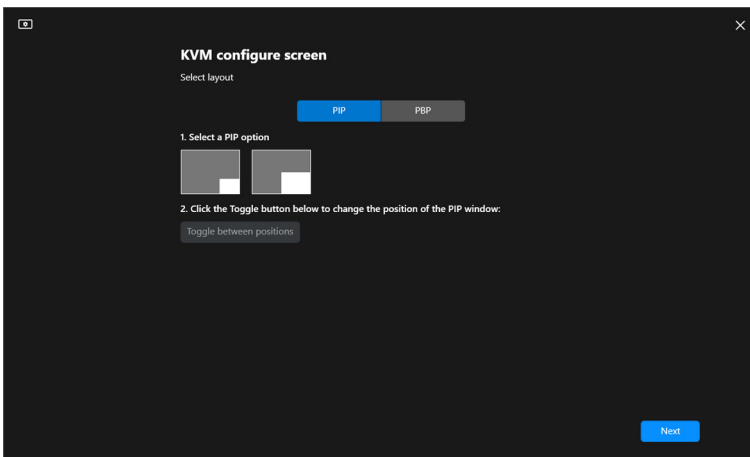 KVM configure screen
Select layout
PIP PBP
1. Select a PIP option
2. Click the Toggle button below to change the position of the PIP window:
Toggle between positions
Next